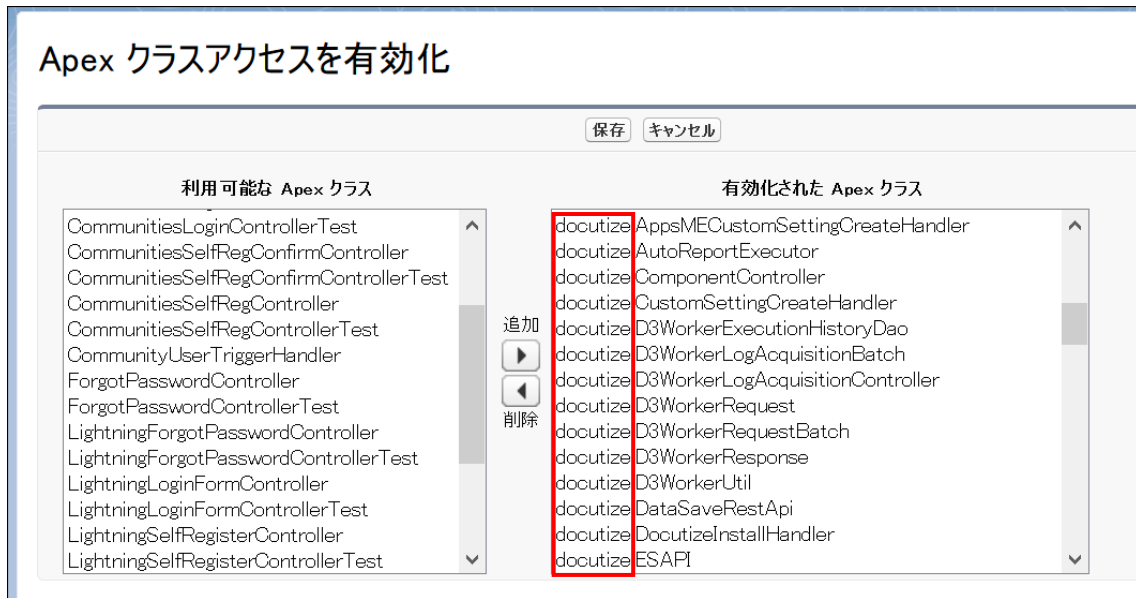 Apex クラスアクセスを有効化
保存 キャンセル
利用可能な Apex クラス
CommunitiesLoginControllerTest
CommunitiesSelfRegConfirmController
CommunitiesSelfRegConfirmControllerTest
CommunitiesSelfRegController
CommunitiesSelfRegControllerTest
CommunityUserTriggerHandler
ForgotPasswordController
ForgotPasswordControllerTest
LightningForgotPasswordController
LightningForgotPasswordControllerTest
LightningLoginFormController
LightningLoginFormControllerTest
LightningSelfRegisterController
LightningSelfRegisterControllerTest
追加
削除
有効化された Apex クラス
docutize AppsMECustomSettingCreateHandler
docutize AutoReportExecutor
docutize ComponentController
docutize CustomSettingCreateHandler
docutize D3WorkerExecutionHistoryDao
docutize D3WorkerLogAcquisitionBatch
docutize D3WorkerLogAcquisitionController
docutize D3WorkerRequest
docutize D3WorkerRequestBatch
docutize D3WorkerResponse
docutize D3WorkerUtil
docutize DataSaveRestApi
docutize DocutizeInstallHandler
docutize ESAPI